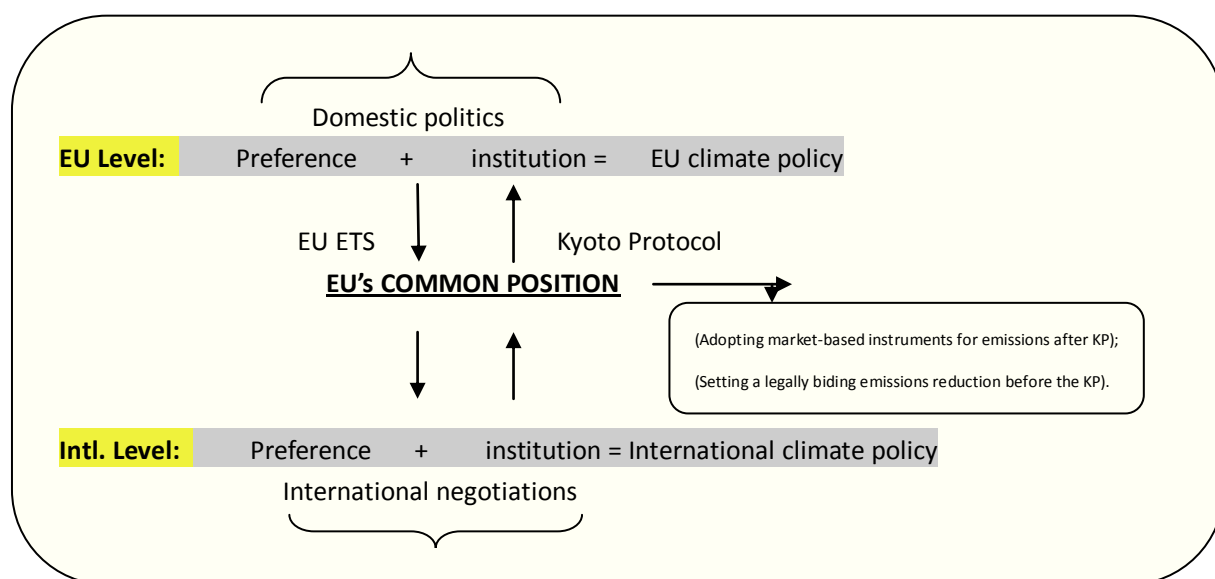 Domestic politics
EU Level: Preference + institution = EU climate policy
EU ETS Kyoto Protocol
EU's COMMON POSITION
(Adopting market-based instruments for emissions after KP);
(Setting a legally biding emissions reduction before the KP).
Intl. Level: Preference + institution = International climate policy
International negotiations